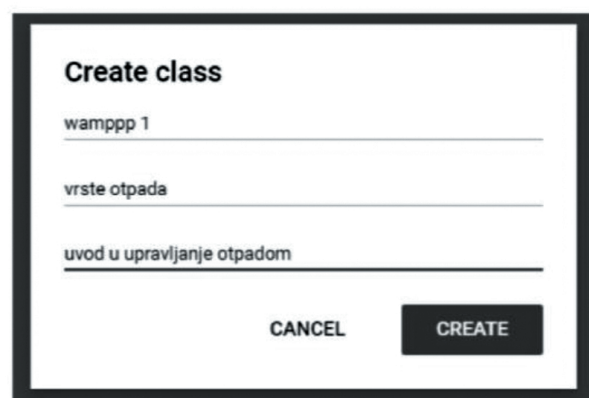 Create class
wamppp 1
vrste otpada
uvod u upravljanje otpadom
CANCEL CREATE